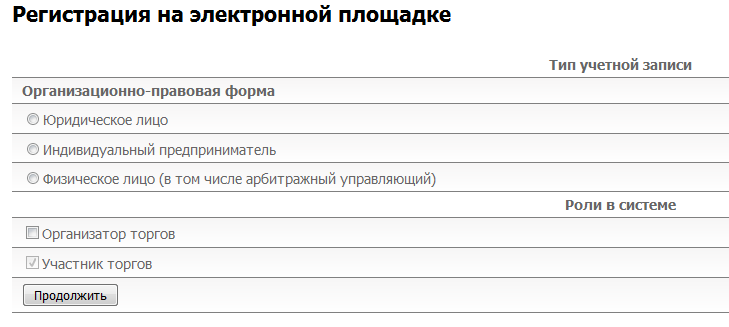 Регистрация на электронной площадке
Тип учетной записи
Организационно-правовая форма
Юридическое лицо
Индивидуальный предприниматель
Физическое лицо (в том числе арбитражный управляющий)
Роли в системе
Организатор торгов
Участник торгов
Продолжить